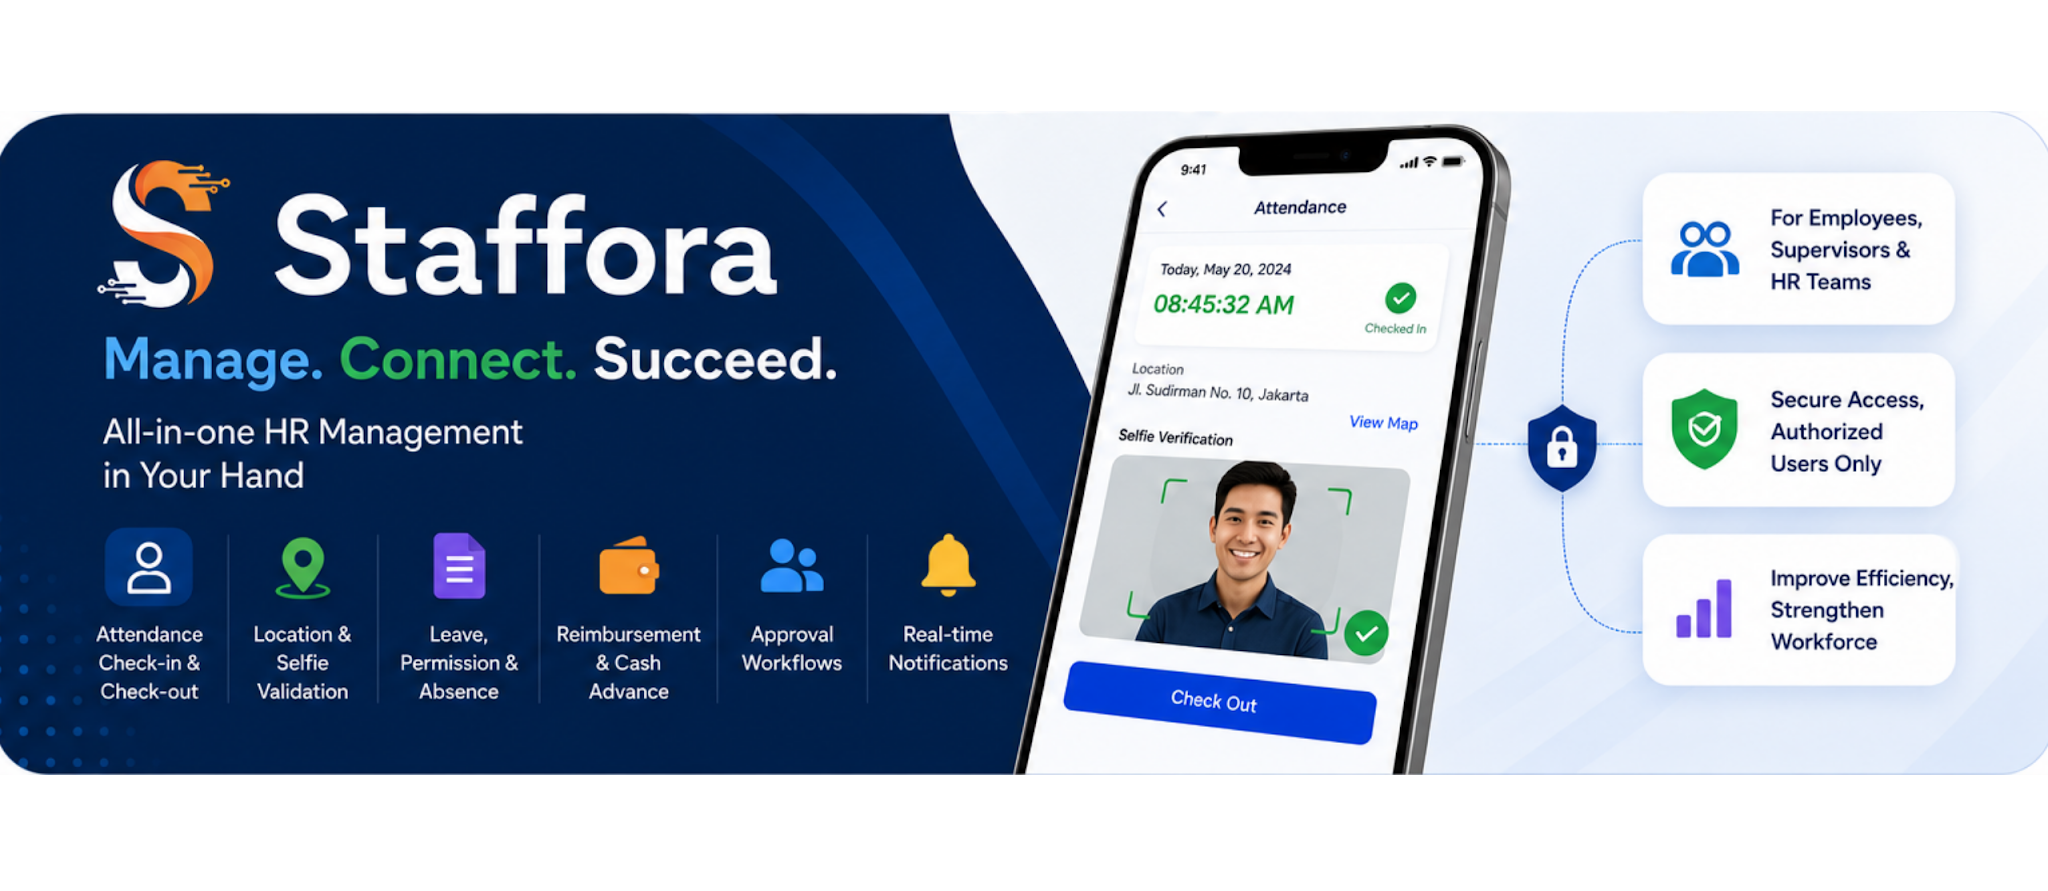 Staffora
Manage. Connect. Succeed.
All-in-one HR Management
in Your Hand
Attendance
Check-in &
Check-out
Location &
Selfie
Validation
Leave,
Permission &
Absence
Reimbursement
& Cash
Advance
Approval
Workflows
Real-time
Notifications
9:41
Attendance
Today, May 20, 2024
08:45:32 AM
Checked In
Location
Jl. Sudirman No. 10, Jakarta
View Map
Selfie Verification
Check Out
For Employees,
Supervisors &
HR Teams
Secure Access,
Authorized
Users Only
Improve Efficiency,
Strengthen
Workforce